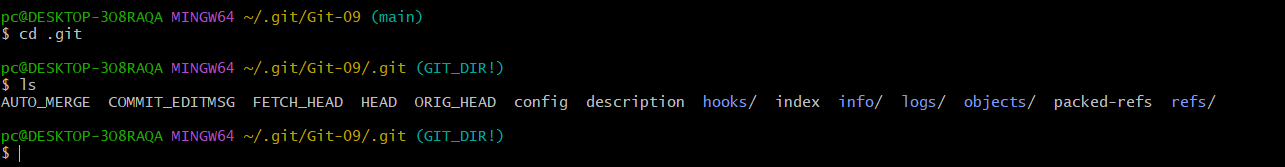 pc@DESKTOP-3O8RAQA MINGW64 ~/.git/Git-09 (main)
$ cd .git
pc@DESKTOP-3O8RAQA MINGW64 ~/.git/Git-09/.git (GIT_DIR!)
$ ls
AUTO_MERGE  COMMIT_EDITMSG  FETCH_HEAD  HEAD  ORIG_HEAD  config  description  hooks/  index  info/  logs/  objects/  packed-refs  refs/
pc@DESKTOP-3O8RAQA MINGW64 ~/.git/Git-09/.git (GIT_DIR!)
$